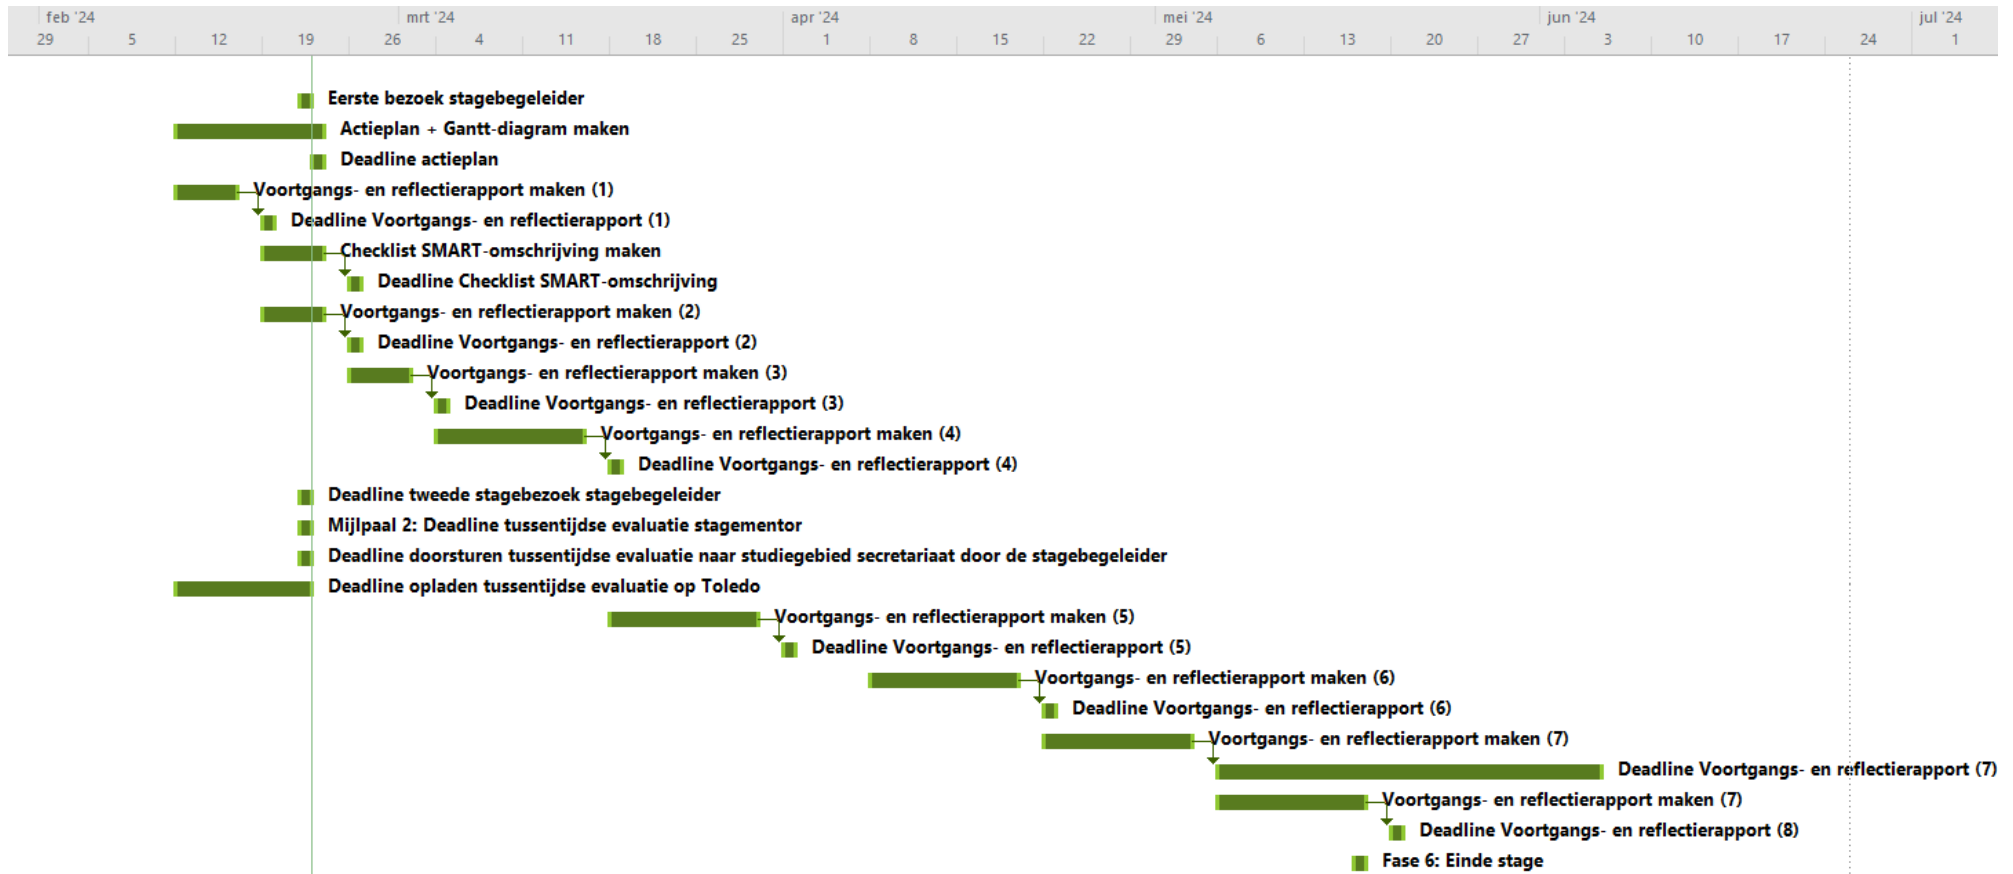 feb '24 mrt '24 apr '24 mei '24 jun '24 jul '24
29 5 12 19 26 4 11 18 25 1 8 15 22 29 6 13 20 27 3 10 17 24 1
Eerste bezoek stagebegeleider
Actieplan + Gantt-diagram maken
Deadline actieplan
Voortgangs- en reflectierapport maken (1)
Deadline Voortgangs- en reflectierapport (1)
Checklist SMART-omschrijving maken
Deadline Checklist SMART-omschrijving
Voortgangs- en reflectierapport maken (2)
Deadline Voortgangs- en reflectierapport (2)
Voortgangs- en reflectierapport maken (3)
Deadline Voortgangs- en reflectierapport (3)
Voortgangs- en reflectierapport maken (4)
Deadline Voortgangs- en reflectierapport (4)
Deadline tweede stagebezoek stagebegeleider
Mijlpaal 2: Deadline tussentijdse evaluatie stagementor
Deadline doorsturen tussentijdse evaluatie naar studiegebied secretariaat door de stagebegeleider
Deadline opladen tussentijdse evaluatie op Toledo
Voortgangs- en reflectierapport maken (5)
Deadline Voortgangs- en reflectierapport (5)
Voortgangs- en reflectierapport maken (6)
Deadline Voortgangs- en reflectierapport (6)
Voortgangs- en reflectierapport maken (7)
Deadline Voortgangs- en reflectierapport (7)
Voortgangs- en reflectierapport maken (7)
Deadline Voortgangs- en reflectierapport (8)
Fase 6: Einde stage